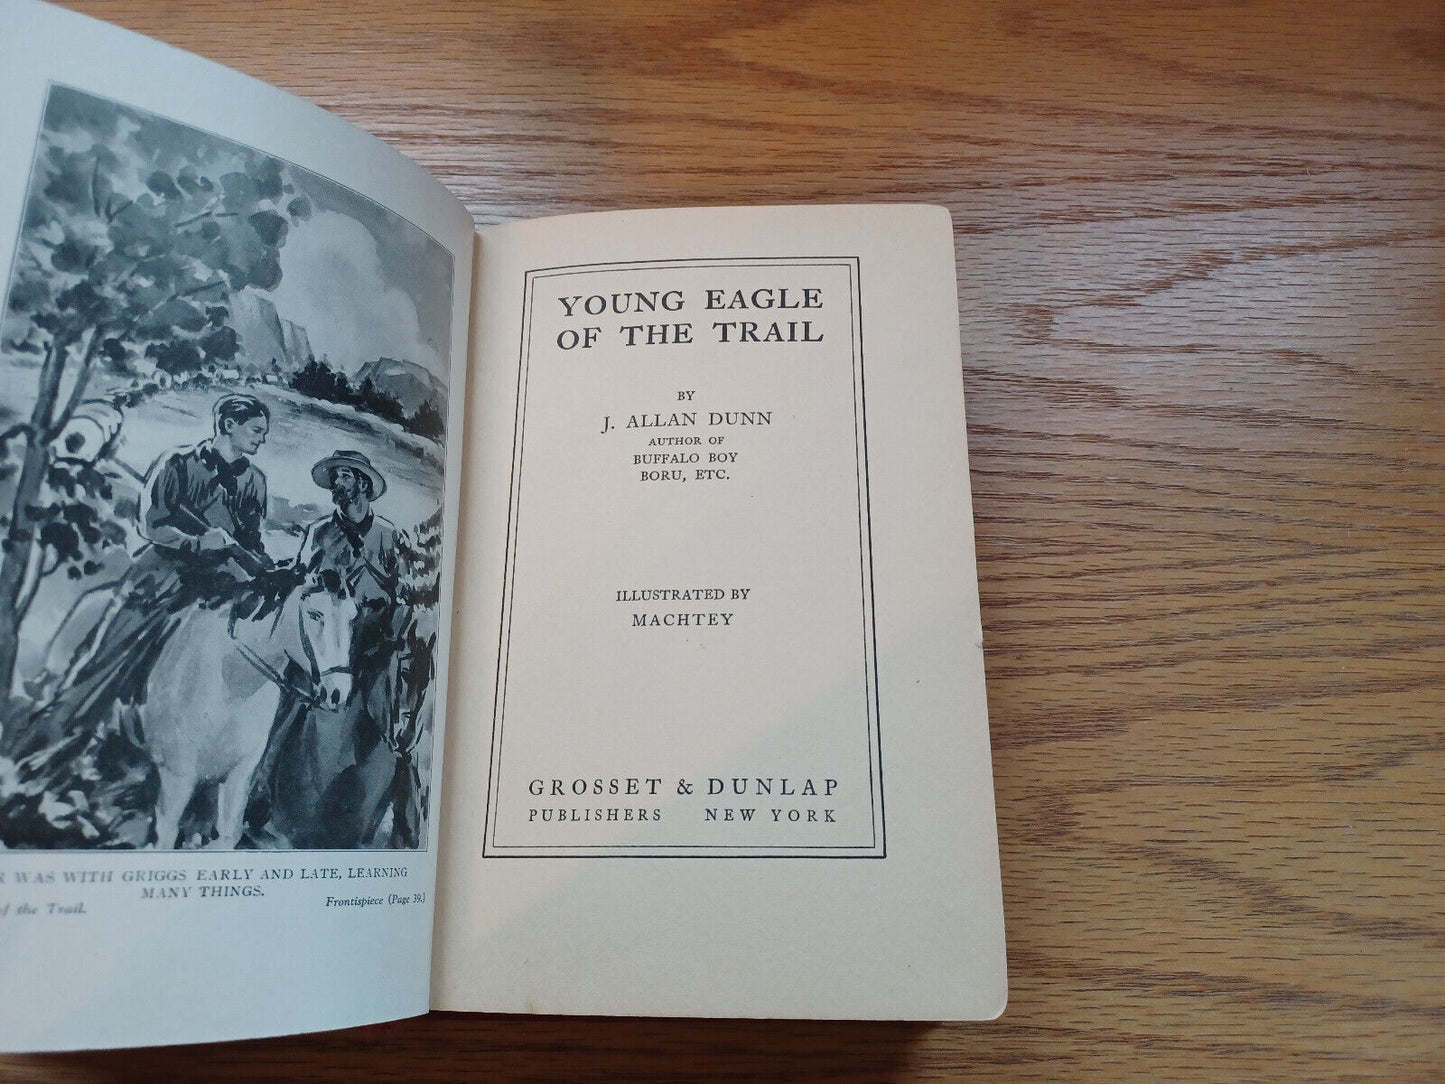 R WAS WITH GRIGGS EARLY AND LATE, LEARNING
MANY THINGS.
of the Trail.
Frontispiece (Page 39.)
YOUNG EAGLE
OF THE TRAIL
BY
J. ALLAN DUNN
AUTHOR OF
BUFFALO BOY
BORU, ETC.
ILLUSTRATED BY
MACHTEY
GROSSET & DUNLAP
PUBLISHERS NEW YORK